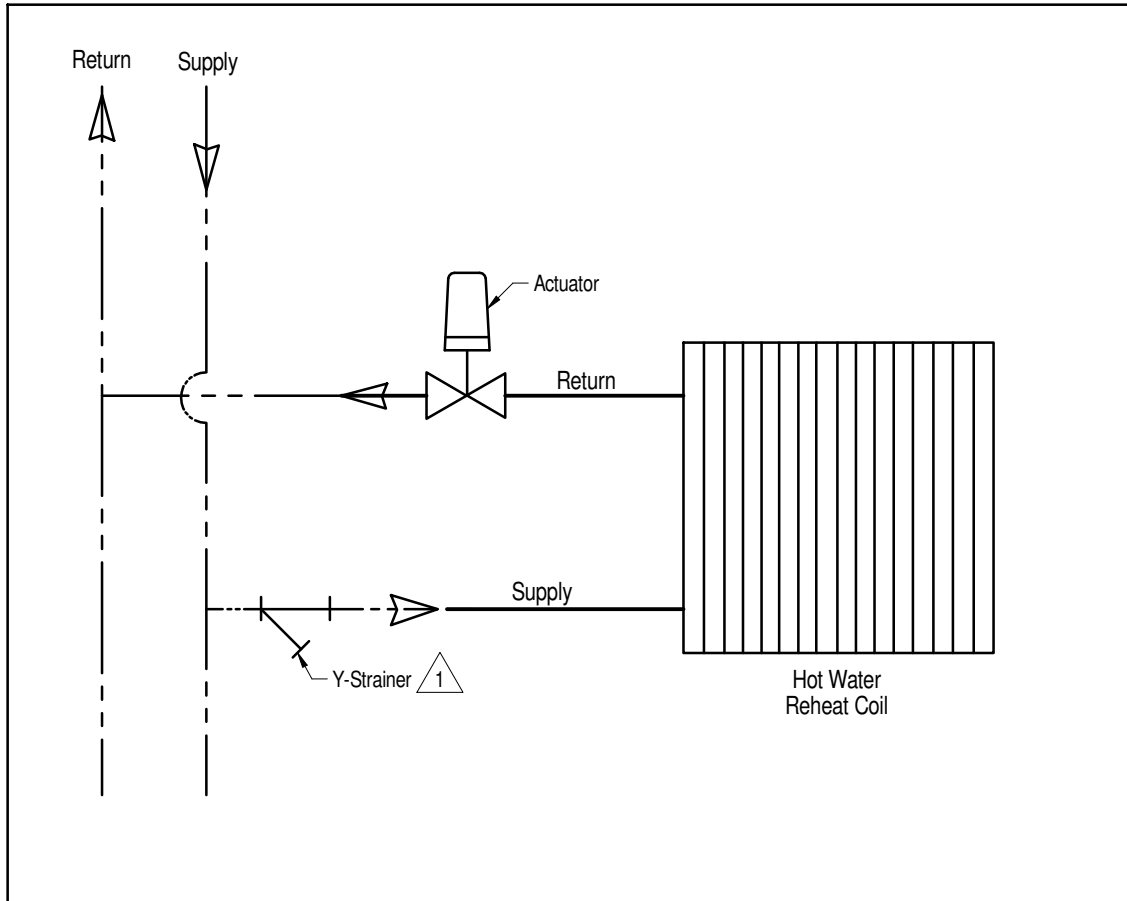 Return
Supply
Actuator
Return
Supply
Y-Strainer 1
Hot Water
Reheat Coil